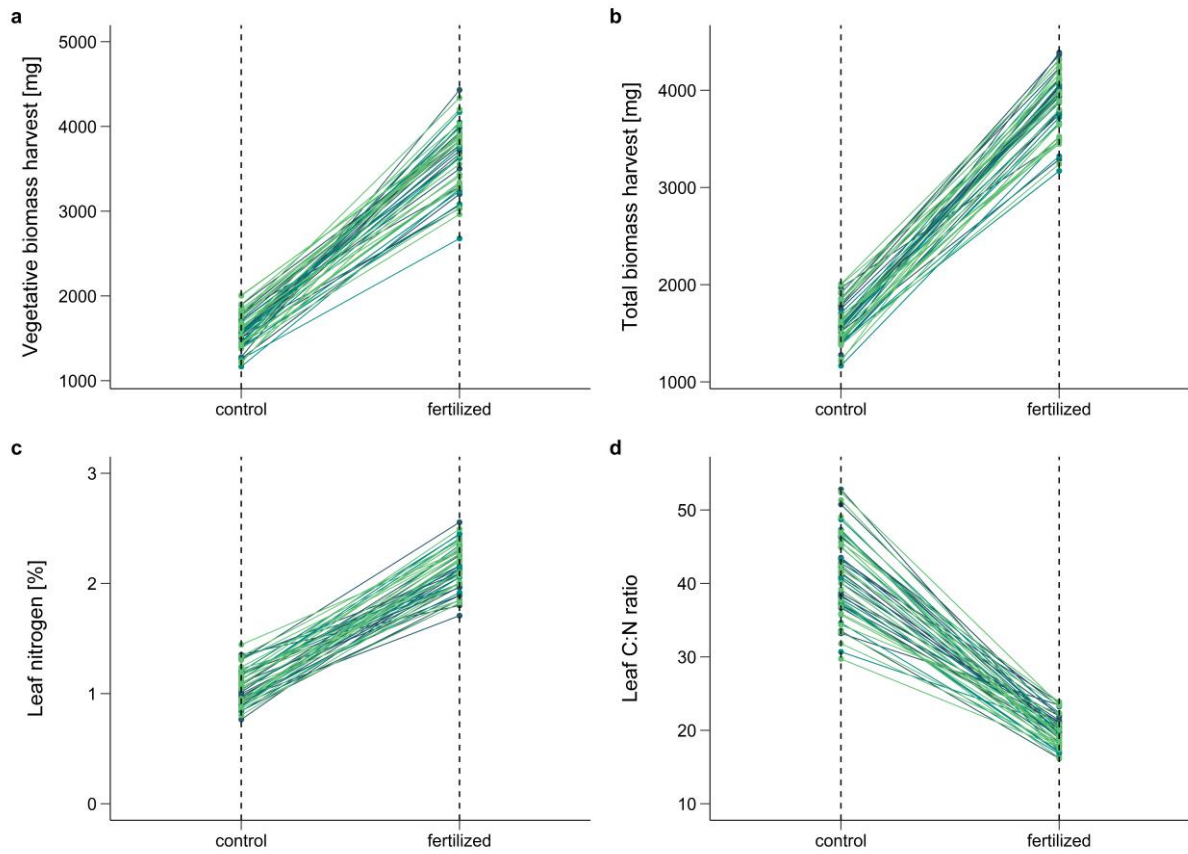 a
Vegetative biomass harvest [mg]
5000
4000
3000
2000
1000
control
fertilized
b
Total biomass harvest [mg]
4000
3000
2000
1000
control
fertilized
c
Leaf nitrogen [%]
3
2
1
0
control
fertilized
d
Leaf C:N ratio
50
40
30
20
10
control
fertilized